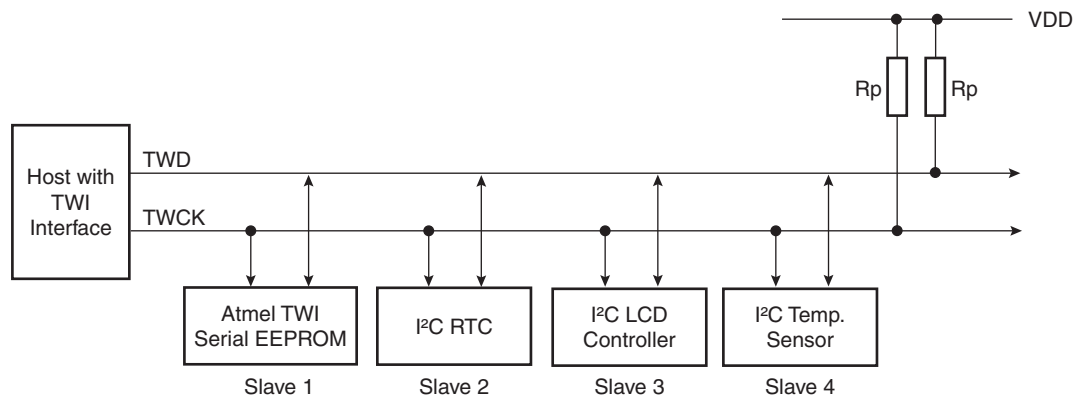 VDD
Rp
Rp
Host with
TWI
Interface
TWD
TWCK
Atmel TWI
Serial EEPROM
I²C RTC
I²C LCD
Controller
I²C Temp.
Sensor
Slave 1
Slave 2
Slave 3
Slave 4